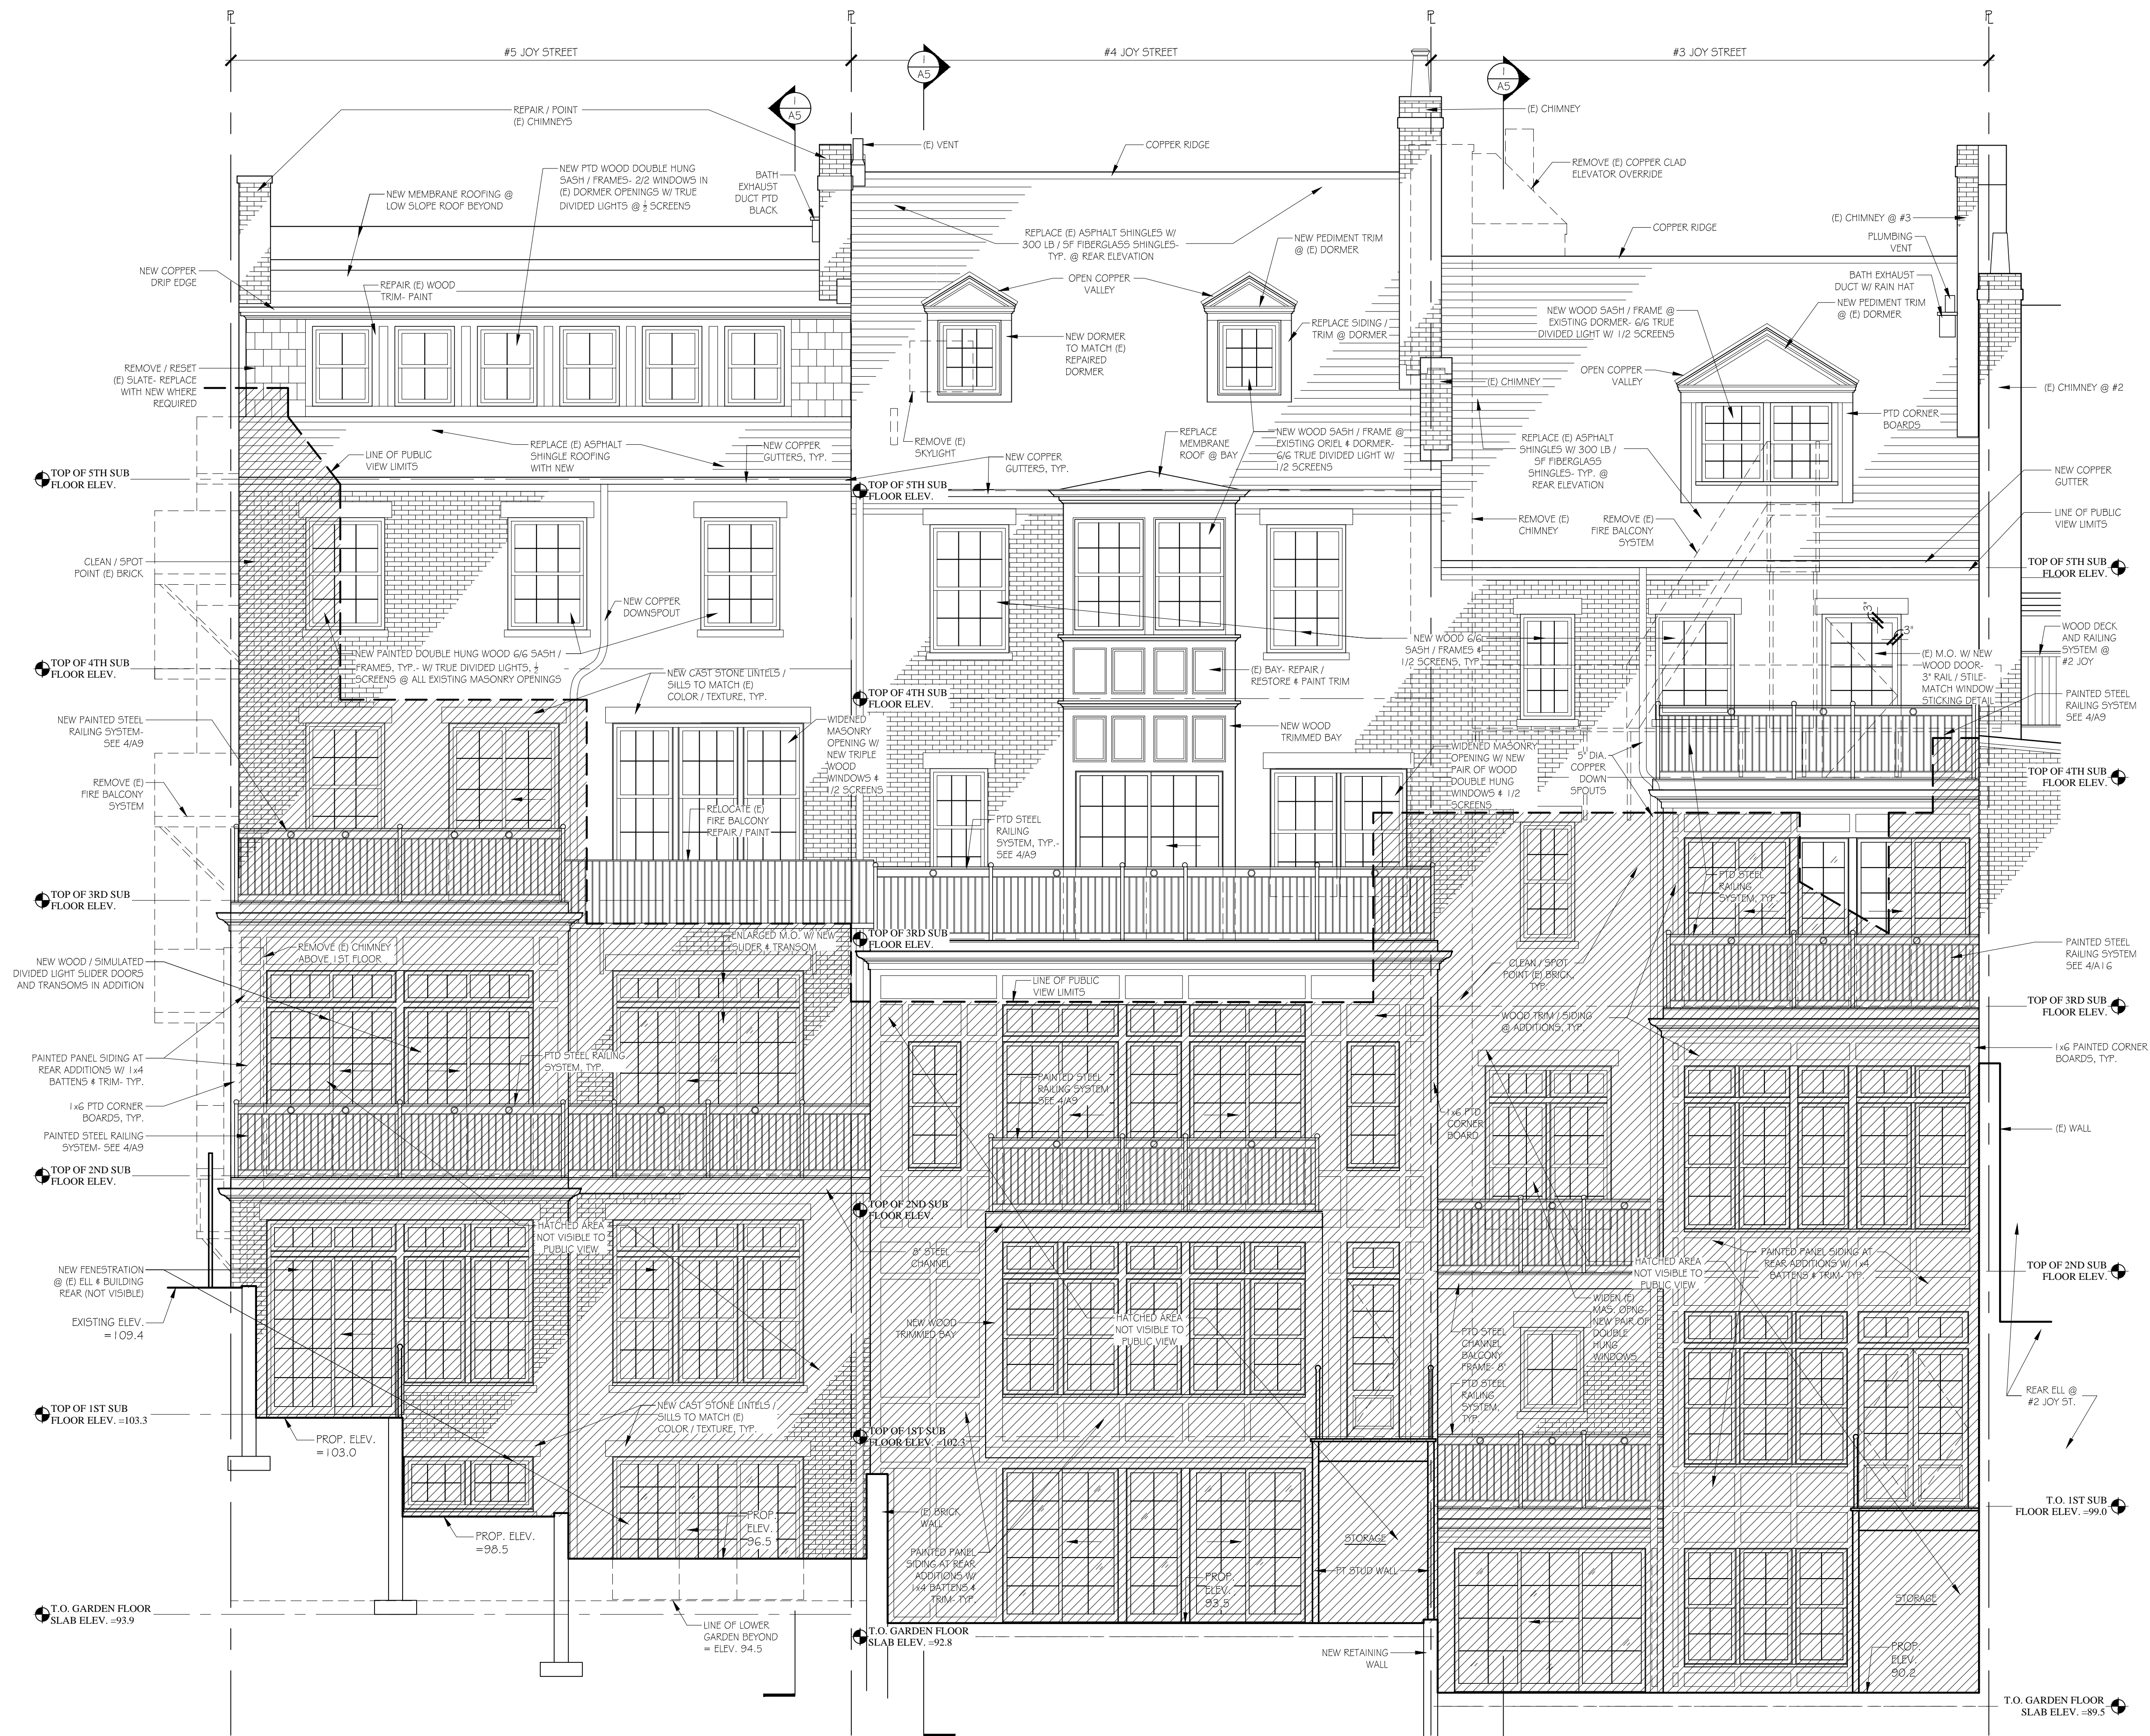 #5 JOY STREET
#4 JOY STREET
#3 JOY STREET
1
A5
1
A5
1
A5
REPAIR / POINT
(E) CHIMNEYS
(E) VENT
COPPER RIDGE
(E) CHIMNEY
REMOVE (E) COPPER CLAD
ELEVATOR OVERRIDE
NEW MEMBRANE ROOFING @
LOW SLOPE ROOF BEYOND
NEW PTD WOOD DOUBLE HUNG
SASH / FRAMES- 2/2 WINDOWS IN
(E) DORMER OPENINGS W/ TRUE
DIVIDED LIGHTS @ ½ SCREENS
BATH
EXHAUST
DUCT PTD
BLACK
REPLACE (E) ASPHALT SHINGLES W/
300 LB / SF FIBERGLASS SHINGLES-
TYP. @ REAR ELEVATION
NEW PEDIMENT TRIM
@ (E) DORMER
COPPER RIDGE
(E) CHIMNEY @ #3
PLUMBING
VENT
BATH EXHAUST
DUCT W/ RAIN HAT
NEW PEDIMENT TRIM
@ (E) DORMER
NEW COPPER
DRIP EDGE
REPAIR (E) WOOD
TRIM- PAINT
OPEN COPPER
VALLEY
NEW DORMER
TO MATCH (E)
REPAIRED
DORMER
REPLACE SIDING /
TRIM @ DORMER
NEW WOOD SASH / FRAME @
EXISTING DORMER- 6/6 TRUE
DIVIDED LIGHT W/ 1/2 SCREENS
OPEN COPPER
VALLEY
(E) CHIMNEY
(E) CHIMNEY @ #2
REMOVE / RESET
(E) SLATE- REPLACE
WITH NEW WHERE
REQUIRED
PTD CORNER
BOARDS
REPLACE (E) ASPHALT
SHINGLE ROOFING
WITH NEW
NEW COPPER
GUTTERS, TYP.
REMOVE (E)
SKYLIGHT
REPLACE
MEMBRANE
ROOF @ BAY
NEW WOOD SASH / FRAME @
EXISTING ORIEL & DORMER-
6/6 TRUE DIVIDED LIGHT W/
1/2 SCREENS
REPLACE (E) ASPHALT
SHINGLES W/ 300 LB /
SF FIBERGLASS
SHINGLES- TYP. @
REAR ELEVATION
LINE OF PUBLIC
VIEW LIMITS
NEW COPPER
GUTTERS, TYP.
NEW COPPER
GUTTER
TOP OF 5TH SUB
FLOOR ELEV.
TOP OF 5TH SUB
FLOOR ELEV.
REMOVE (E)
CHIMNEY
REMOVE (E)
FIRE BALCONY
SYSTEM
LINE OF PUBLIC
VIEW LIMITS
TOP OF 5TH SUB
FLOOR ELEV.
CLEAN / SPOT
POINT (E) BRICK
NEW COPPER
DOWNSPOUT
3"
3"
NEW PAINTED DOUBLE HUNG WOOD 6/6 SASH /
FRAMES, TYP.- W/ TRUE DIVIDED LIGHTS, ½
SCREENS @ ALL EXISTING MASONRY OPENINGS
NEW WOOD 6/6
SASH / FRAMES &
1/2 SCREENS, TYP
WOOD DECK
AND RAILING
SYSTEM @
#2 JOY
(E) M.O. W/ NEW
WOOD DOOR-
3" RAIL / STILE-
MATCH WINDOW
STICKING DETAIL
TOP OF 4TH SUB
FLOOR ELEV.
NEW CAST STONE LINTELS /
SILLS TO MATCH (E)
COLOR / TEXTURE, TYP.
(E) BAY- REPAIR /
RESTORE & PAINT TRIM
TOP OF 4TH SUB
FLOOR ELEV.
PAINTED STEEL
RAILING SYSTEM
SEE 4/A9
NEW PAINTED STEEL
RAILING SYSTEM-
SEE 4/A9
WIDENED
MASONRY
OPENING W/
NEW TRIPLE
WOOD
WINDOWS &
1/2 SCREENS
NEW WOOD
TRIMMED BAY
WIDENED MASONRY
OPENING W/ NEW
PAIR OF WOOD
DOUBLE HUNG
WINDOWS & 1/2
SCREENS
5" DIA.
COPPER
DOWN
SPOUTS
TOP OF 4TH SUB
FLOOR ELEV.
REMOVE (E)
FIRE BALCONY
SYSTEM
RELOCATE (E)
FIRE BALCONY
REPAIR / PAINT
PTD STEEL
RAILING
SYSTEM, TYP.-
SEE 4/A9
PTD STEEL
RAILING
SYSTEM, TYP.
TOP OF 3RD SUB
FLOOR ELEV.
TOP OF 3RD SUB
FLOOR ELEV.
ENLARGED M.O. W/ NEW
SLIDER & TRANSOM
REMOVE (E) CHIMNEY
ABOVE 1ST FLOOR
NEW WOOD / SIMULATED
DIVIDED LIGHT SLIDER DOORS
AND TRANSOMS IN ADDITION
LINE OF PUBLIC
VIEW LIMITS
CLEAN / SPOT
POINT (E) BRICK,
TYP.
PAINTED STEEL
RAILING SYSTEM
SEE 4/A16
TOP OF 3RD SUB
FLOOR ELEV.
WOOD TRIM / SIDING
@ ADDITIONS, TYP.
1x6 PAINTED CORNER
BOARDS, TYP.
PAINTED PANEL SIDING AT
REAR ADDITIONS W/ 1x4
BATTENS & TRIM- TYP.
PTD STEEL RAILING
SYSTEM, TYP.
PAINTED STEEL
RAILING SYSTEM
SEE 4/A9
1x6 PTD CORNER
BOARDS, TYP.
1x6 PTD
CORNER
BOARD
(E) WALL
PAINTED STEEL RAILING
SYSTEM- SEE 4/A9
TOP OF 2ND SUB
FLOOR ELEV.
TOP OF 2ND SUB
FLOOR ELEV.
HATCHED AREA
NOT VISIBLE TO
PUBLIC VIEW
8" STEEL
CHANNEL
HATCHED AREA
NOT VISIBLE TO
PUBLIC VIEW
PAINTED PANEL SIDING AT
REAR ADDITIONS W/ 1x4
BATTENS & TRIM- TYP.
TOP OF 2ND SUB
FLOOR ELEV.
NEW FENESTRATION
@ (E) ELL & BUILDING
REAR (NOT VISIBLE)
EXISTING ELEV.
=109.4
NEW WOOD
TRIMMED BAY
HATCHED AREA
NOT VISIBLE TO
PUBLIC VIEW
WIDEN (E)
MAS. OPNG-
NEW PAIR OF
DOUBLE
HUNG
WINDOWS
PTD STEEL
CHANNEL
BALCONY
FRAME- 8"
PTD STEEL
RAILING
SYSTEM,
TYP.
REAR ELL @
#2 JOY ST.
TOP OF 1ST SUB
FLOOR ELEV. =103.3
NEW CAST STONE LINTELS /
SILLS TO MATCH (E)
COLOR / TEXTURE, TYP.
TOP OF 1ST SUB
FLOOR ELEV. =102.3
PROP. ELEV.
=103.0
T.O. 1ST SUB
FLOOR ELEV. =99.0
(E) BRICK
WALL
PROP. ELEV.
=98.5
PROP.
ELEV.
96.5
STORAGE
PAINTED PANEL
SIDING AT REAR
ADDITIONS W/
1x4 BATTENS &
TRIM- TYP.
PT STUD WALL
PROP.
ELEV.
93.5
STORAGE
T.O. GARDEN FLOOR
SLAB ELEV. =93.9
LINE OF LOWER
GARDEN BEYOND
= ELEV. 94.5
T.O. GARDEN FLOOR
SLAB ELEV. =92.8
NEW RETAINING
WALL
PROP.
ELEV.
90.2
T.O. GARDEN FLOOR
SLAB ELEV. =89.5